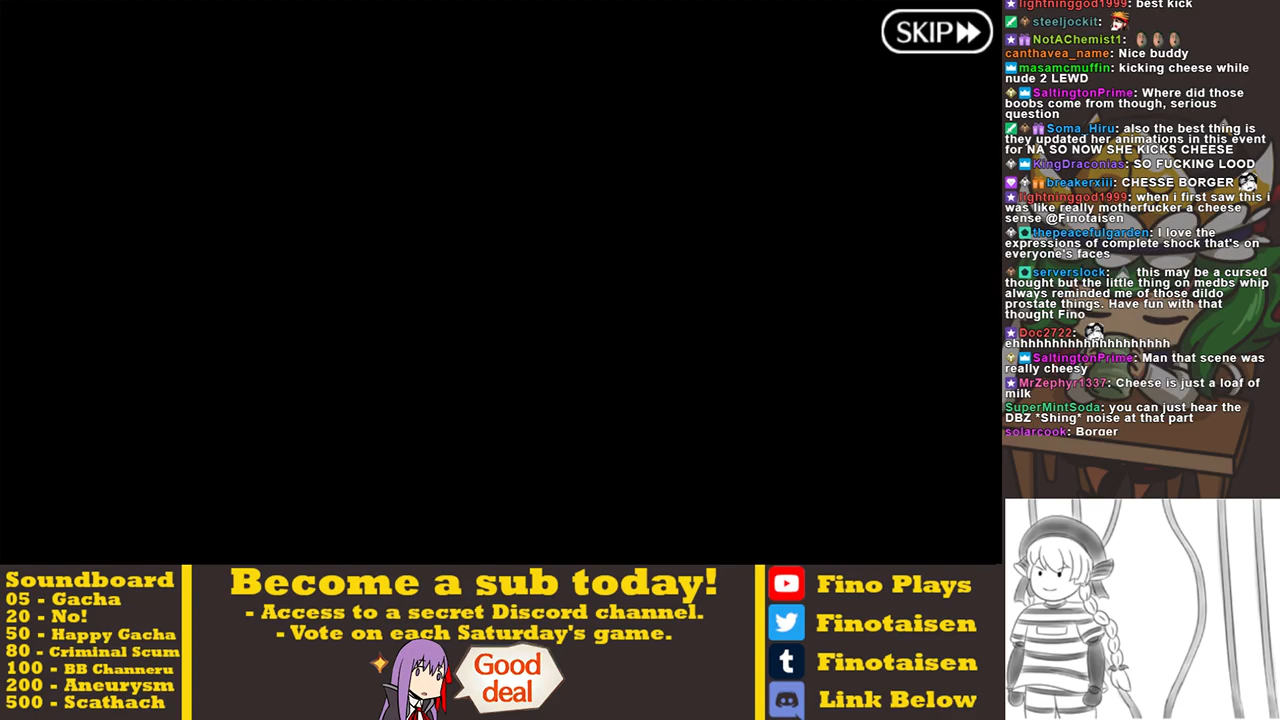 SKIP
lightninggod1999: best kick
steeljockit:
NotAChemist1:
canthavea_name: Nice buddy
masamcmuffin: kicking cheese while
nude 2 LEWD
SaltingtonPrime: Where did those
boobs come from though, serious
question
Soma_Hiru: also the best thing is
they updated her animations in this event
for NA SO NOW SHE KICKS CHEESE
KingDraconias: SO FUCKING LOOD
breakerxiii: CHESSE BORGER
lightninggod1999: when i first saw this i
was like really motherfucker a cheese
sense @Finotaisen
thepeacefulgarden: I love the
expressions of complete shock that's on
everyone's faces
serverslock: this may be a cursed
thought but the little thing on medbs whip
always reminded me of those dildo
prostate things. Have fun with that
thought Fino
Doc2722:
ehhhhhhhhhhhhhhhhhhhh
SaltingtonPrime: Man that scene was
really cheesy
MrZephyr1337: Cheese is just a loaf of
milk
SuperMintSoda: you can just hear the
DBZ *Shing* noise at that part
solarcook: Borger
Soundboard
05 - Gacha
20 - No!
50 - Happy Gacha
80 - Criminal Scum
100 - BB Channeru
200 - Aneurysm
500 - Scathach
Become a sub today!
- Access to a secret Discord channel.
- Vote on each Saturday's game.
Good
deal
Fino Plays
Finotaisen
Finotaisen
Link Below